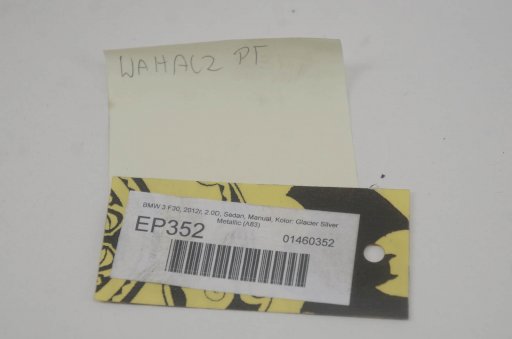 WAHACZ PT
BMW 3 F30, 2012r, 2.0D, Sedan, Manual, Kolor: Glacier Silver
Metallic (A83)
EP352
01460352